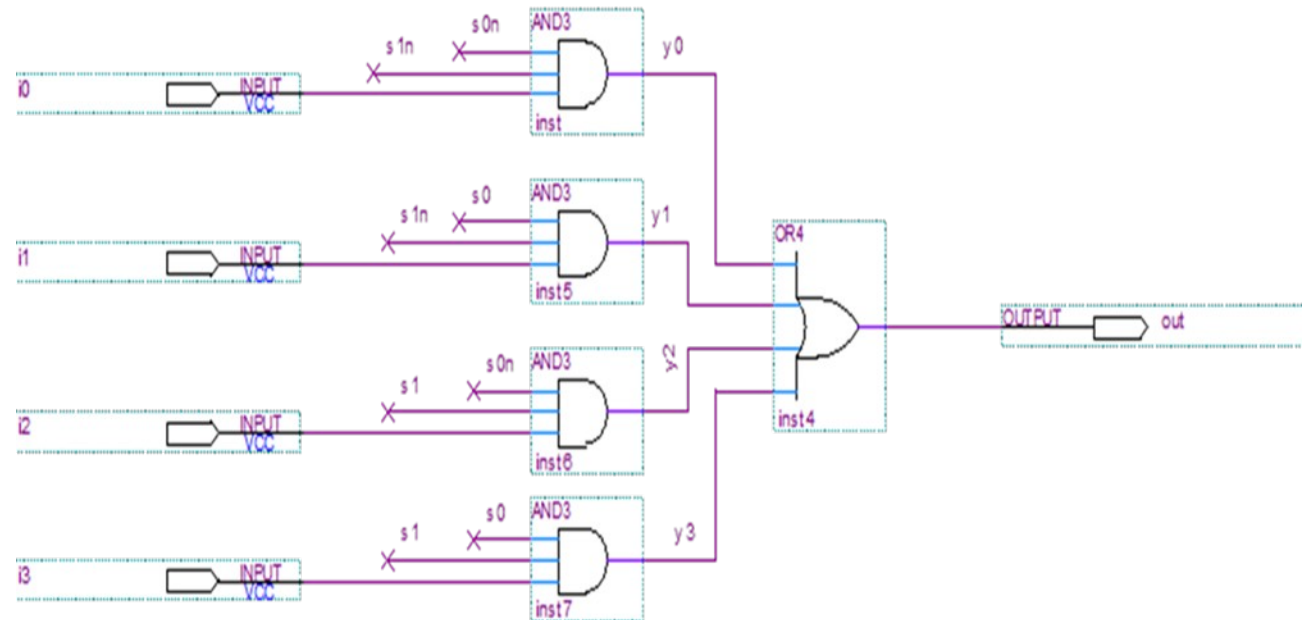 s 0n
AND3
y 0
s 1n
i0
INPUT
VCC
inst
s 0
AND3
s 1n
y 1
OR4
i1
INPUT
VCC
inst5
OUTPUT
out
s 0n
AND3
y2
s 1
i2
INPUT
VCC
inst4
inst6
s 0
AND3
s 1
y 3
i3
INPUT
VCC
inst7